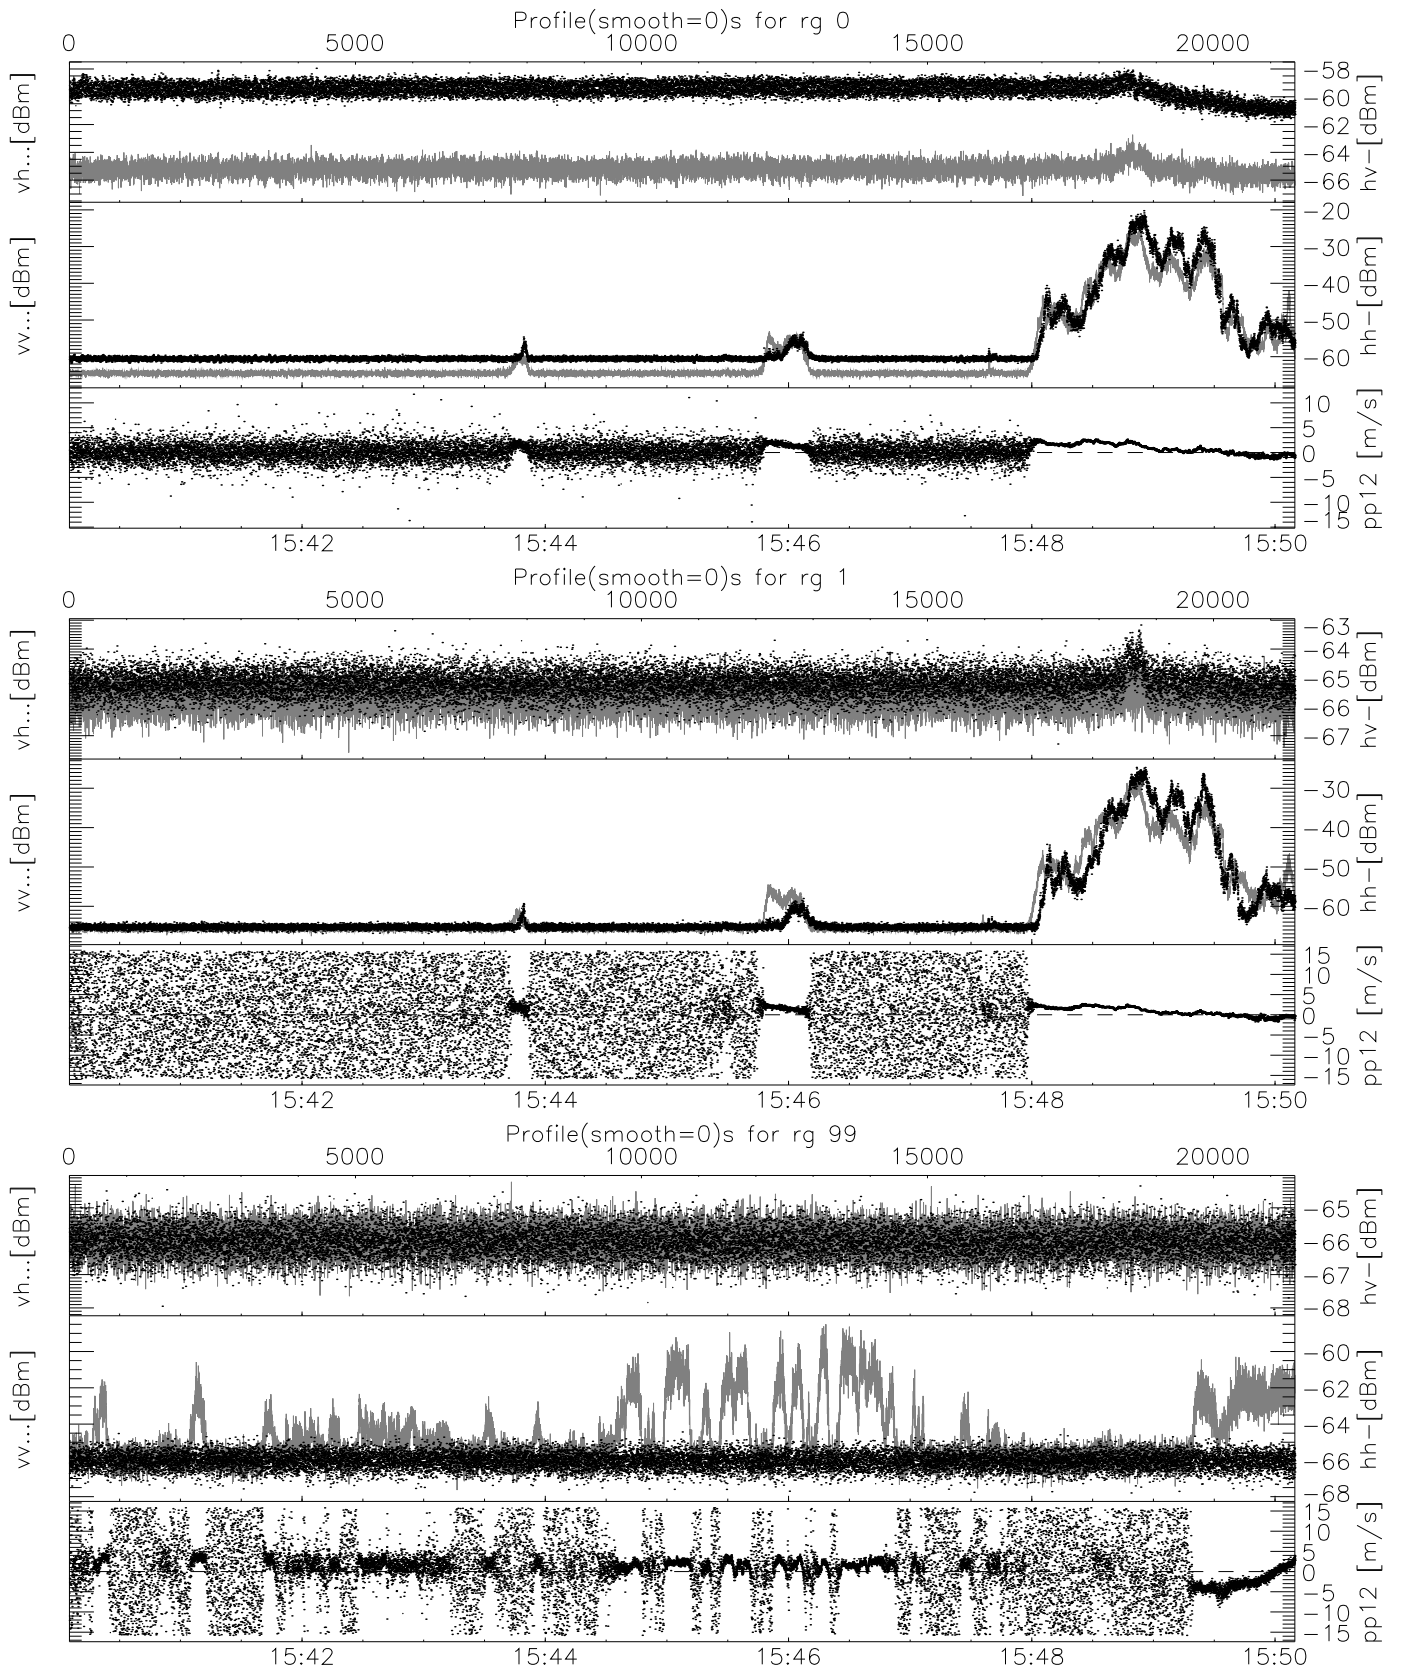 Profile(smooth=0)s for rg 0
0 5000 10000 15000 20000
vh...[dBm]
-58
-60
-62
-64
-66
hv-[dBm]
vv...[dBm]
-20
-30
-40
-50
-60
hh-[dBm]
10
5
0
-5
-10
-15
pp12 [m/s]
15:42 15:44 15:46 15:48 15:50
Profile(smooth=0)s for rg 1
0 5000 10000 15000 20000
vh...[dBm]
-63
-64
-65
-66
-67
hv-[dBm]
vv...[dBm]
-30
-40
-50
-60
hh-[dBm]
15
10
5
0
-5
-10
-15
pp12 [m/s]
15:42 15:44 15:46 15:48 15:50
Profile(smooth=0)s for rg 99
0 5000 10000 15000 20000
vh...[dBm]
-65
-66
-67
-68
hv-[dBm]
vv...[dBm]
-60
-62
-64
-66
-68
hh-[dBm]
15
10
5
0
-5
-10
-15
pp12 [m/s]
15:42 15:44 15:46 15:48 15:50